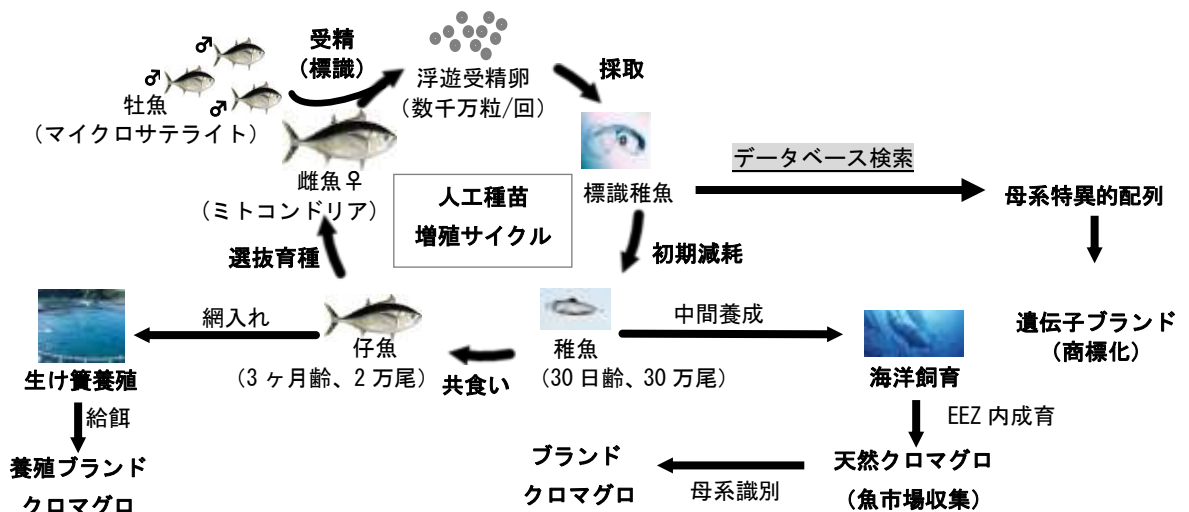 受精
(標識)
♂
♂
♂
牡魚
(マイクロサテライト)
浮遊受精卵
(数千万粒/回)
採取
雌魚♀
(ミトコンドリア)
人工種苗
増殖サイクル
標識稚魚
データベース検索
母系特異的配列
選抜育種
初期減耗
遺伝子ブランド
(商標化)
網入れ
仔魚
(3ヶ月齢、2万尾)
共食い
稚魚
(30日齢、30万尾)
中間養成
海洋飼育
生け簀養殖
給餌
養殖ブランド
クロマグロ
EEZ内成育
天然クロマグロ
(魚市場収集)
母系識別
ブランド
クロマグロ